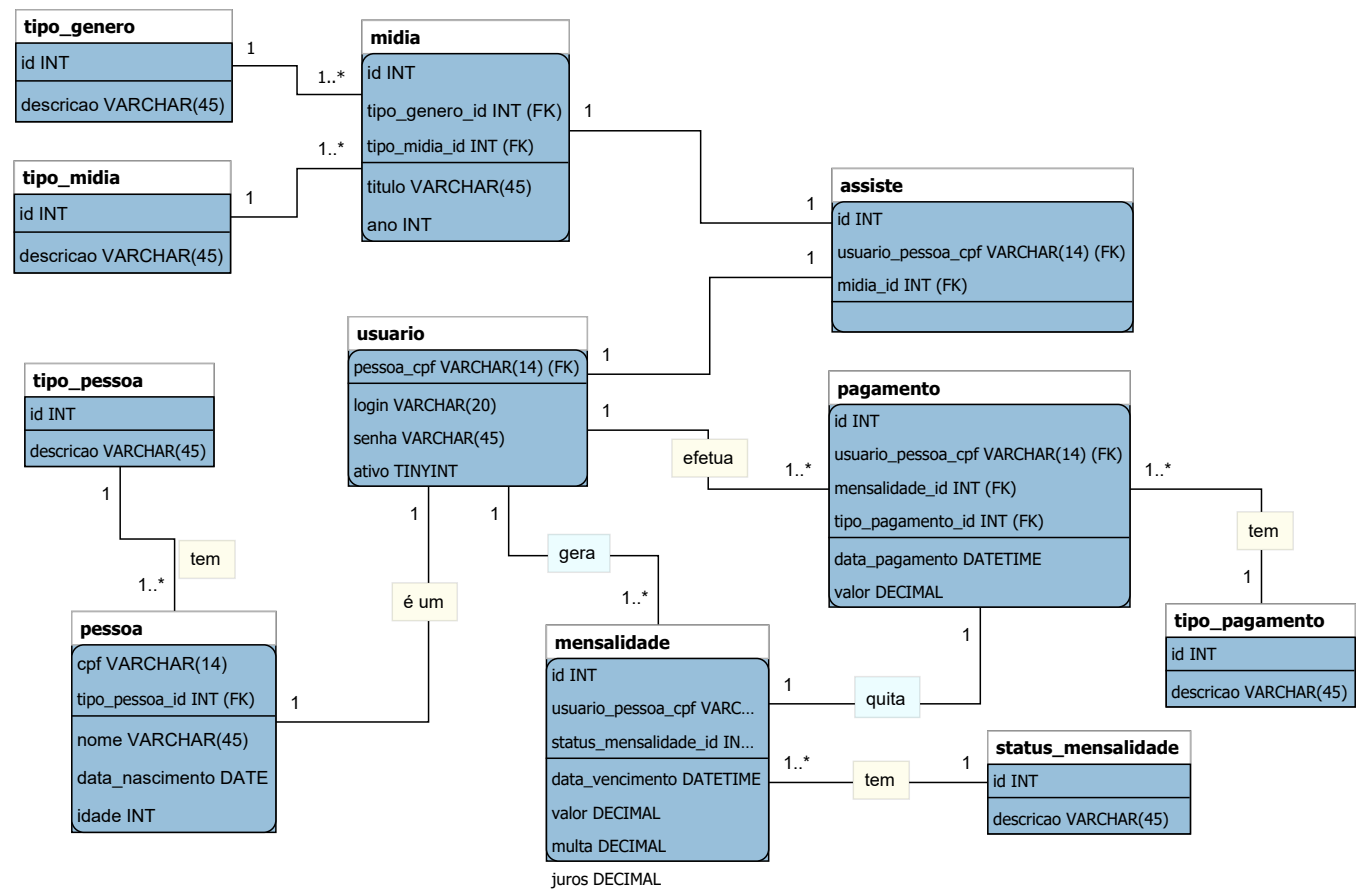 tipo_genero
id INT
descricao VARCHAR(45)
1
1..*
midia
id INT
tipo_genero_id INT (FK)
tipo_midia_id INT (FK)
titulo VARCHAR(45)
ano INT
1
tipo_midia
id INT
descricao VARCHAR(45)
1
1..*
assiste
id INT
usuario_pessoa_cpf VARCHAR(14) (FK)
midia_id INT (FK)
1
1
usuario
pessoa_cpf VARCHAR(14) (FK)
login VARCHAR(20)
senha VARCHAR(45)
ativo TINYINT
1
1
1
1
tipo_pessoa
id INT
descricao VARCHAR(45)
1
tem
1..*
efetua
1..*
pagamento
id INT
usuario_pessoa_cpf VARCHAR(14) (FK)
mensalidade_id INT (FK)
tipo_pagamento_id INT (FK)
data_pagamento DATETIME
valor DECIMAL
1..*
tem
1
1
tipo_pagamento
id INT
descricao VARCHAR(45)
gera
1..*
é um
pessoa
cpf VARCHAR(14)
tipo_pessoa_id INT (FK)
nome VARCHAR(45)
data_nascimento DATE
idade INT
1
mensalidade
id INT
usuario_pessoa_cpf VARC...
status_mensalidade_id IN...
data_vencimento DATETIME
valor DECIMAL
multa DECIMAL
juros DECIMAL
1
quita
1..*
tem
1
status_mensalidade
id INT
descricao VARCHAR(45)